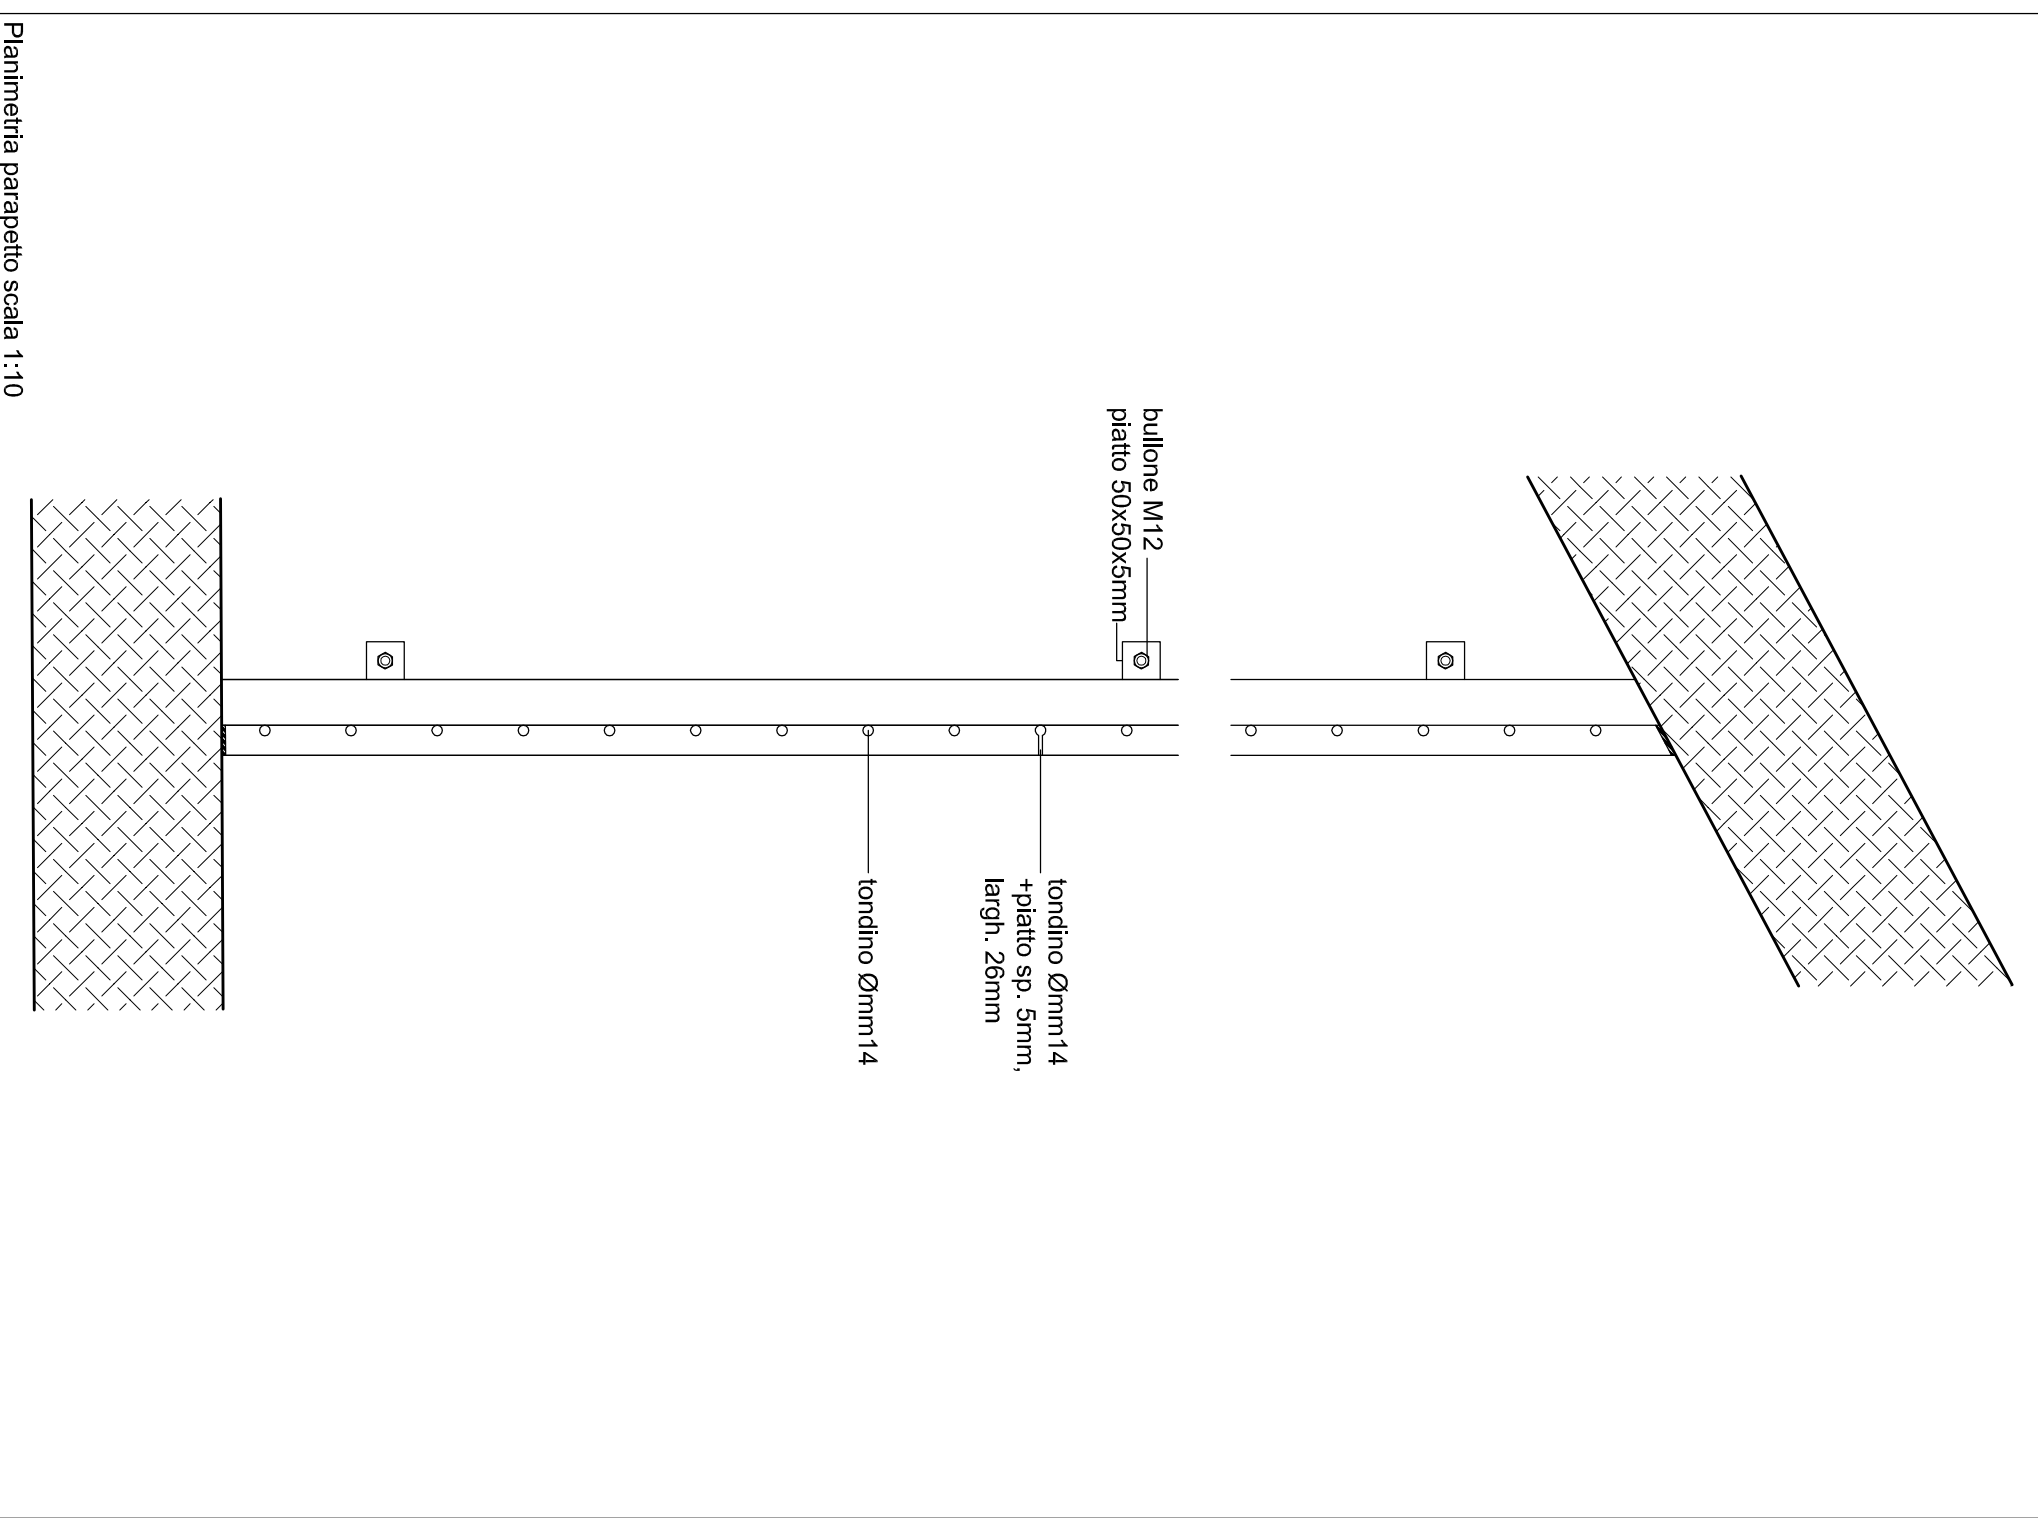 Planimetria parapetto scala 1:10
bullone M12
piatto 50x50x5mm
tondino Ømm14
+piatto sp. 5mm,
largh. 26mm
tondino Ømm14